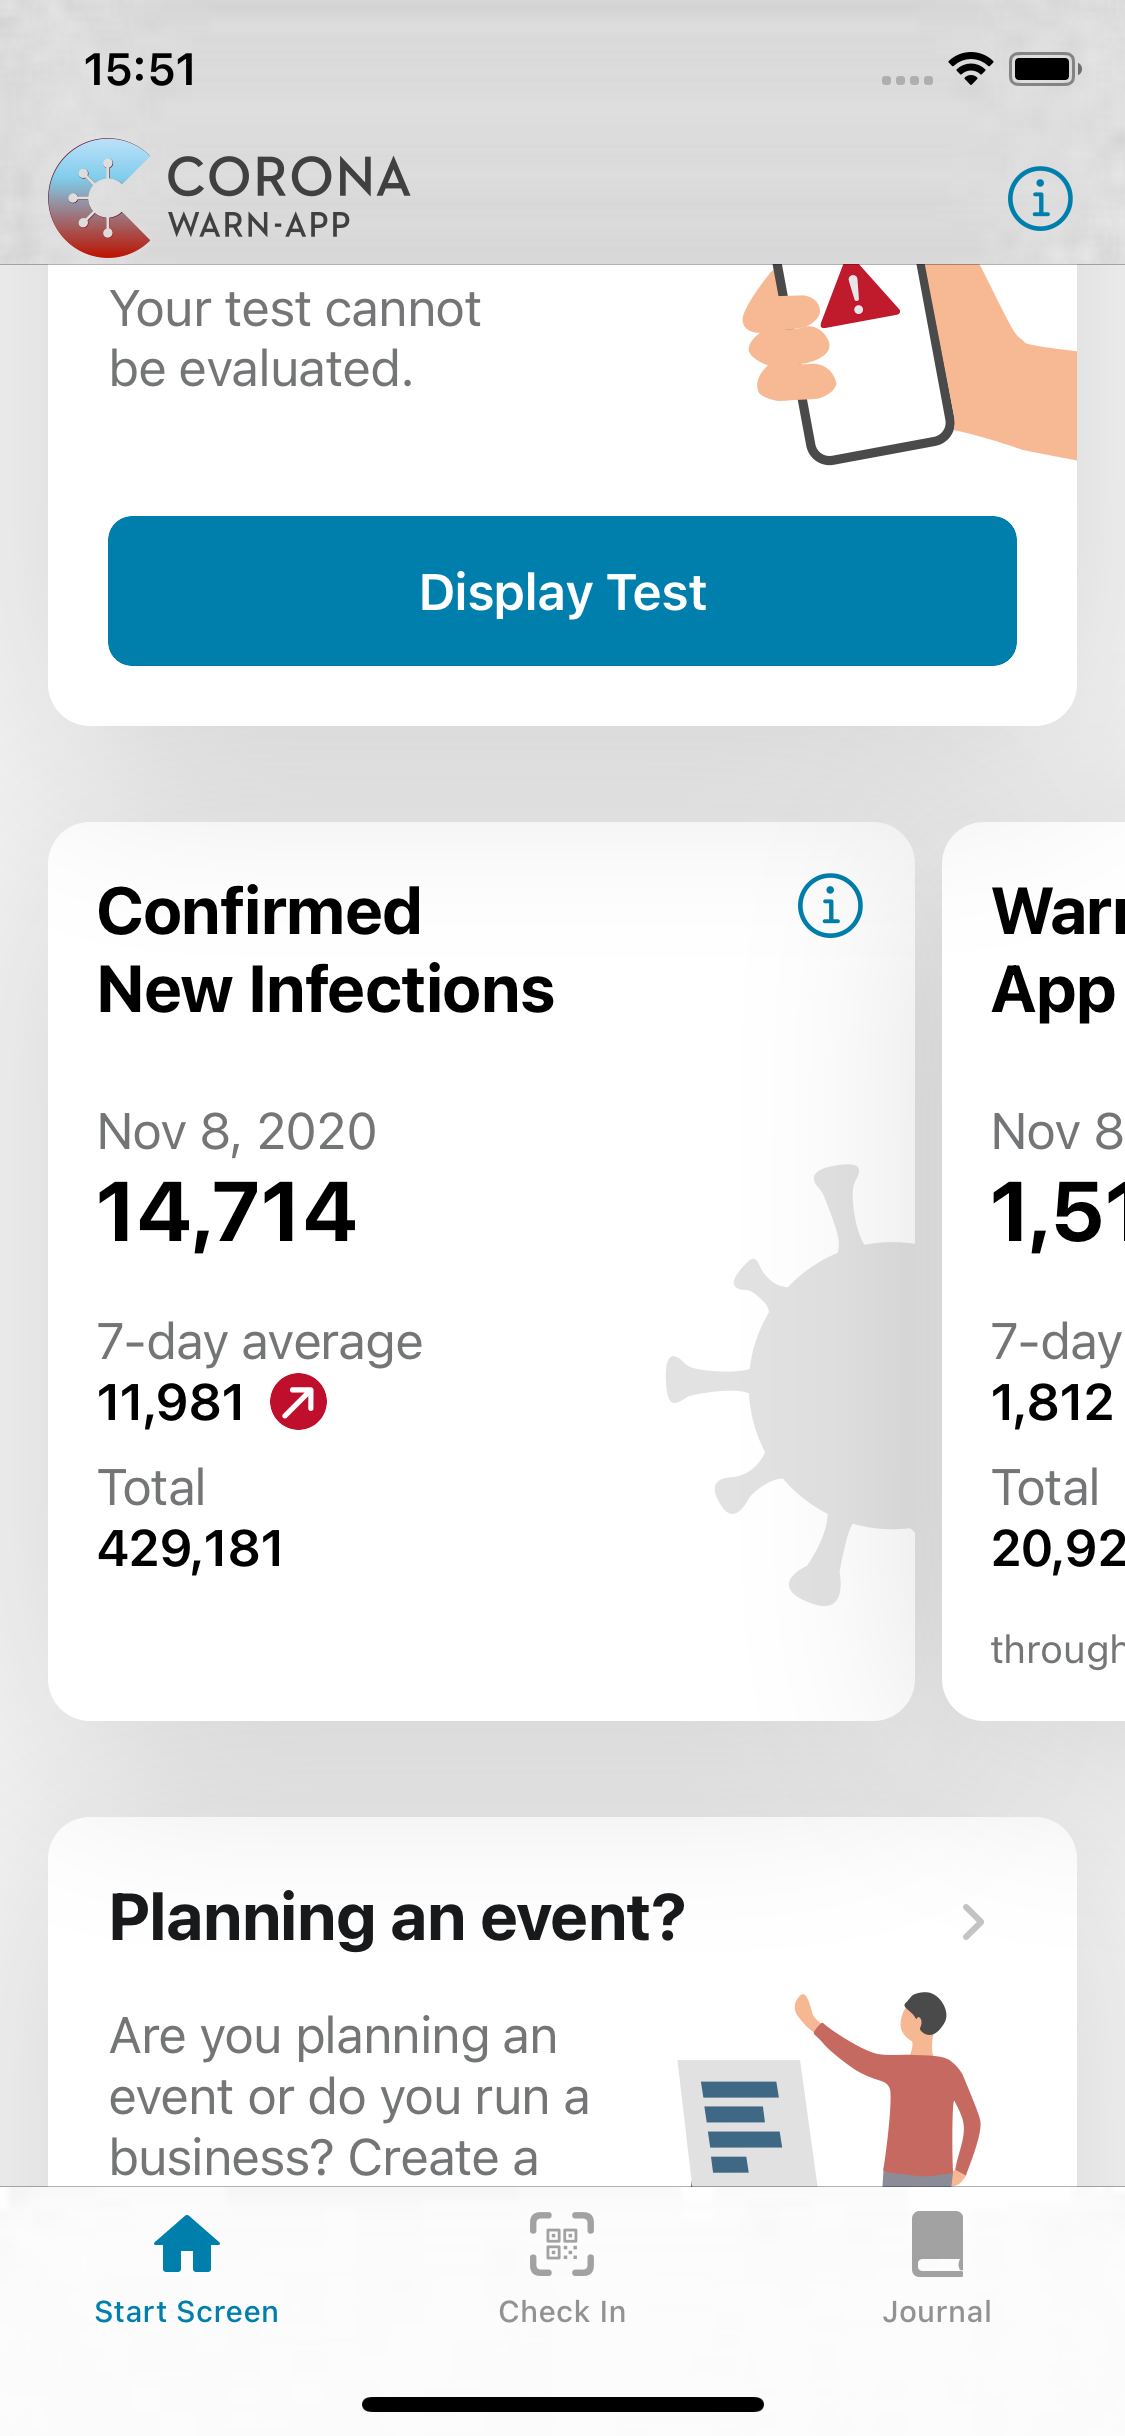 15:51
CORONA
WARN-APP
Your test cannot
be evaluated.
Display Test
Confirmed
New Infections
Nov 8, 2020
14,714
7-day average
11,981
Total
429,181
App
Nov 8
1,51
7-day
1,812
Total
20,92
through
Planning an event?
Are you planning an
event or do you run a
business? Create a
Start Screen
Check In
Journal